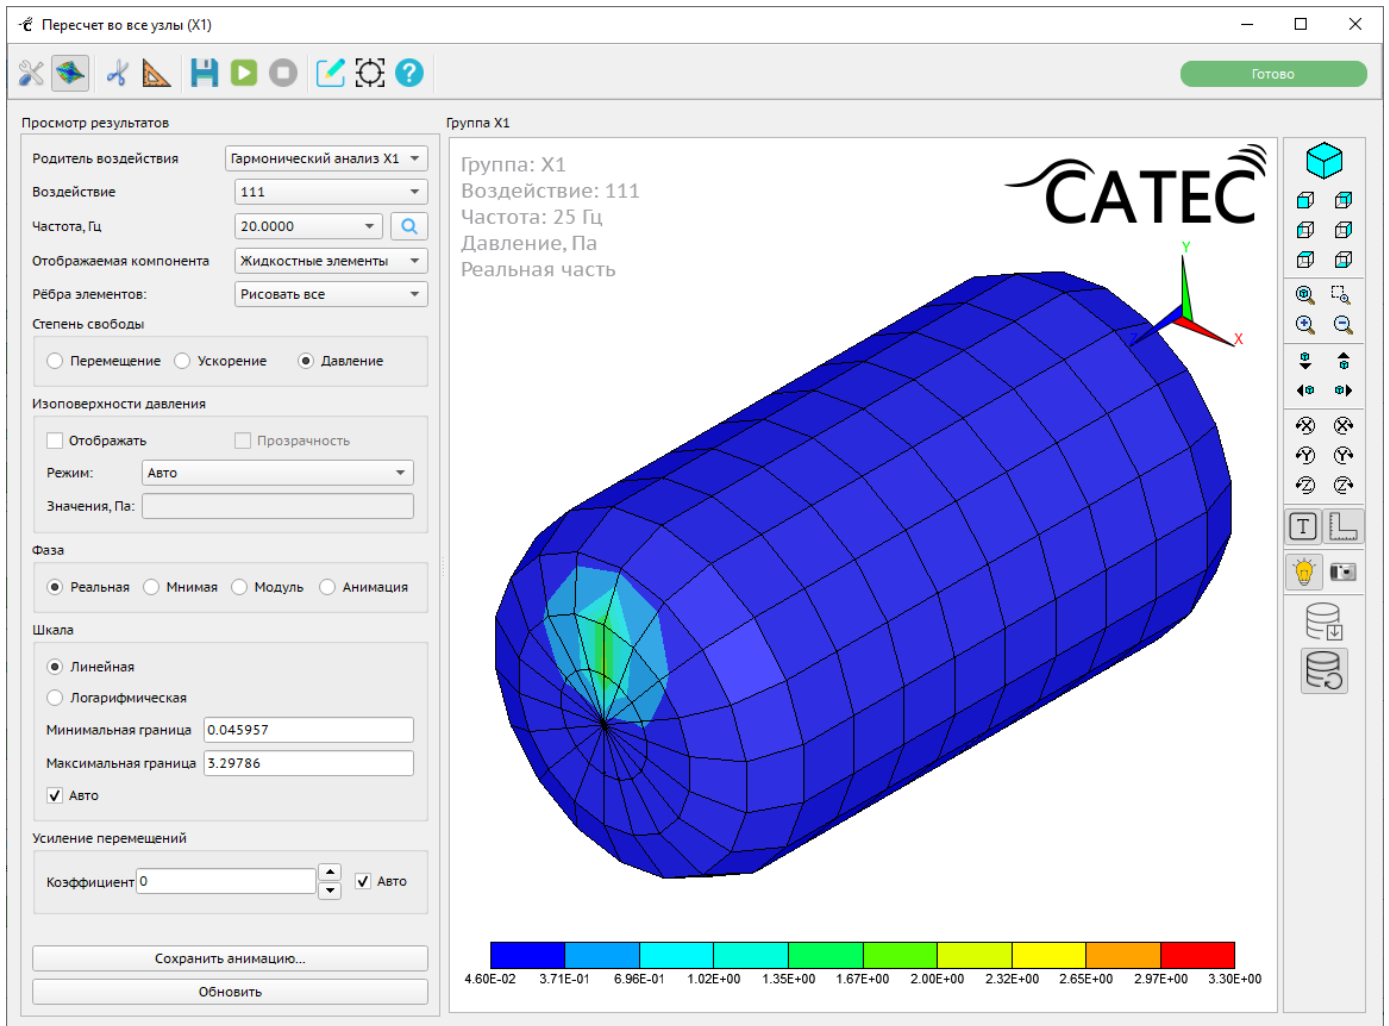 Пересчет во все узлы (X1)
Готово
Просмотр результатов
Родитель воздействия
Гармонический анализ X1
Воздействие
111
Частота, Гц
20.0000
Отображаемая компонента
Жидкостные элементы
Рёбра элементов:
Рисовать все
Степень свободы
Перемещение
Ускорение
Давление
Изоповерхности давления
Отображать
Прозрачность
Режим:
Авто
Значения, Па:
Фаза
Реальная
Мнимая
Модуль
Анимация
Шкала
Линейная
Логарифмическая
Минимальная граница
0.045957
Максимальная граница
3.29786
Авто
Усиление перемещений
Коэффициент
0
Авто
Сохранить анимацию...
Обновить
Группа X1
Группа: X1
Воздействие: 111
Частота: 25 Гц
Давление, Па
Реальная часть
CATEC
Y
X
Z
4.60E-02 3.71E-01 6.96E-01 1.02E+00 1.35E+00 1.67E+00 2.00E+00 2.32E+00 2.65E+00 2.97E+00 3.30E+00
X X
Y Y
Z Z
T